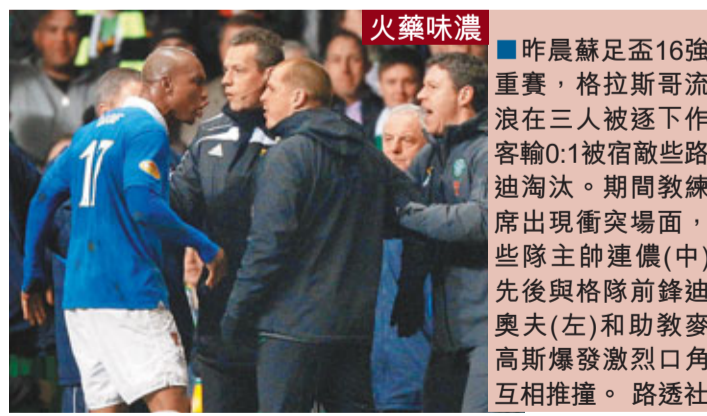 火藥味濃
■昨晨蘇足盃16強
重賽，格拉斯哥流
浪在三人被逐下作
客輸0:1被宿敵些路
迪淘汰。期間教練
席出現衝突場面，
些隊主帥連儂(中)
先後與格隊前鋒迪
奧夫(左)和助教麥
高斯爆發激烈口角
互相推撞。 路透社
17